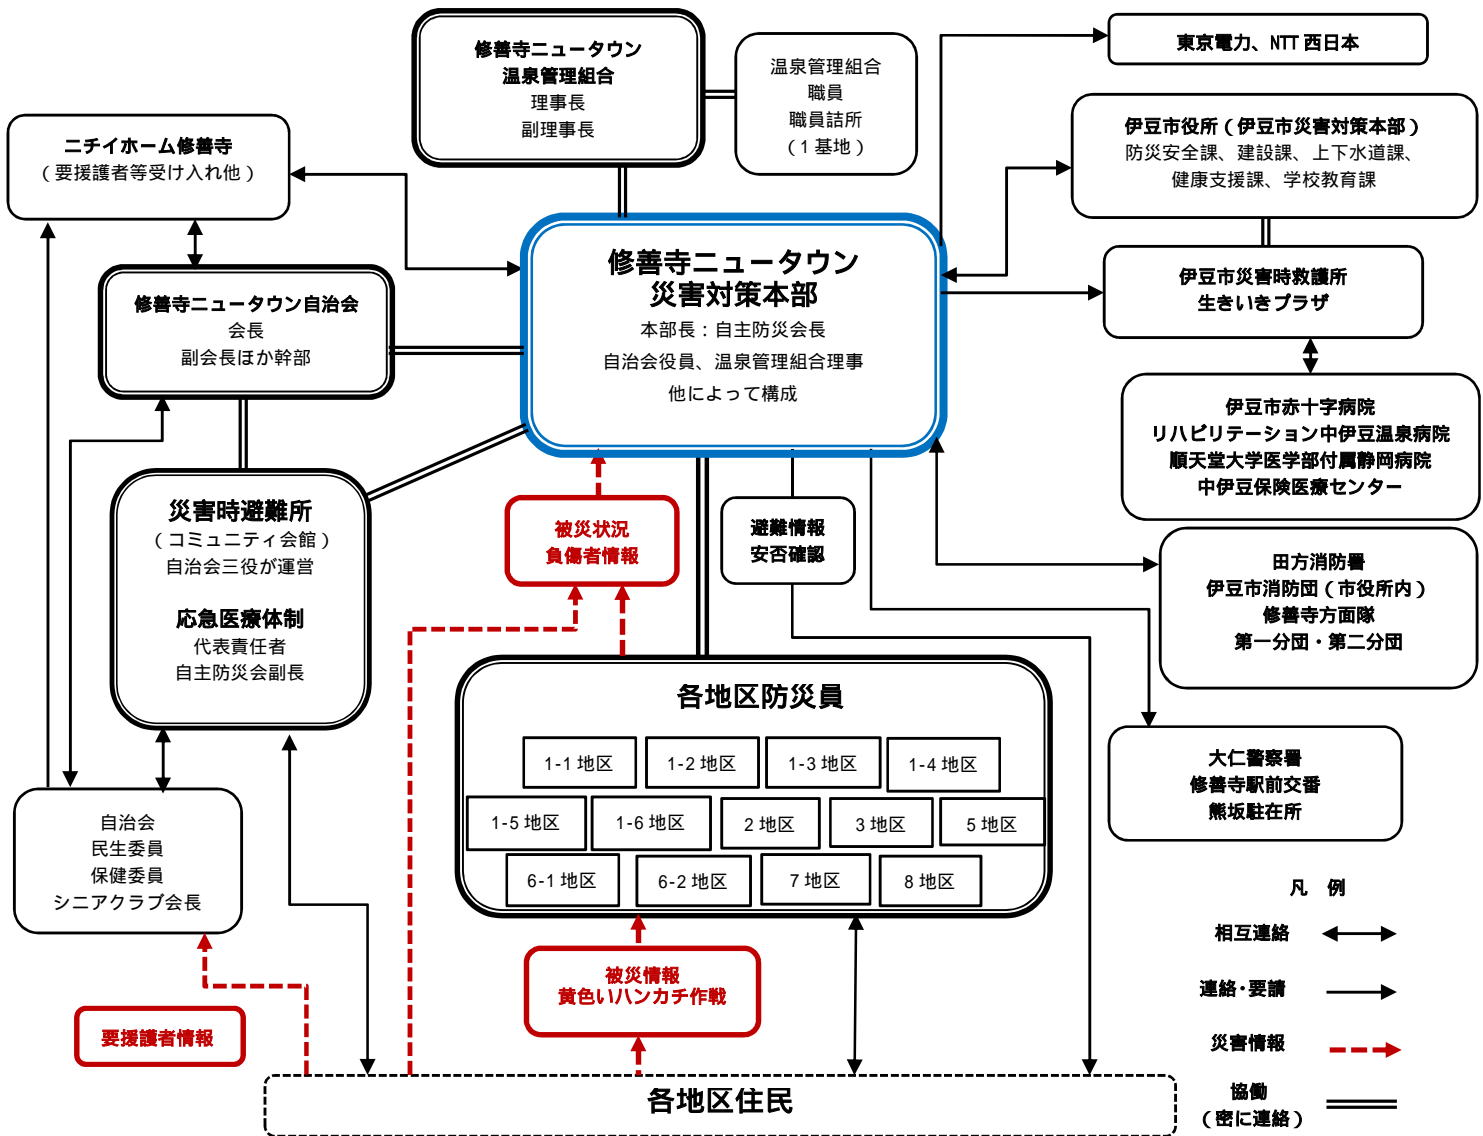 修善寺ニュータウン
温泉管理組合
理事長
副理事長
温泉管理組合
職員
職員詰所
（1 基地）
東京電力、NTT 西日本
伊豆市役所（伊豆市災害対策本部）
防災安全課、建設課、上下水道課、
健康支援課、学校教育課
ニチイホーム修善寺
（要援護者等受け入れ他）
修善寺ニュータウン
災害対策本部
本部長：自主防災会長
自治会役員、温泉管理組合理事
他によって構成
伊豆市災害時救護所
生きいきプラザ
修善寺ニュータウン自治会
会長
副会長ほか幹部
伊豆市赤十字病院
リハビリテーション中伊豆温泉病院
順天堂大学医学部付属静岡病院
中伊豆保険医療センター
災害時避難所
（コミュニティ会館）
自治会三役が運営
応急医療体制
代表責任者
自主防災会副長
被災状況
負傷者情報
避難情報
安否確認
田方消防署
伊豆市消防団（市役所内）
修善寺方面隊
第一分団・第二分団
各地区防災員
1-1 地区
1-2 地区
1-3 地区
1-4 地区
1-5 地区
1-6 地区
2 地区
3 地区
5 地区
6-1 地区
6-2 地区
7 地区
8 地区
大仁警察署
修善寺駅前交番
熊坂駐在所
自治会
民生委員
保健委員
シニアクラブ会長
被災情報
黄色いハンカチ作戦
要援護者情報
各地区住民
凡 例
相互連絡
連絡・要請
災害情報
協働
（密に連絡）